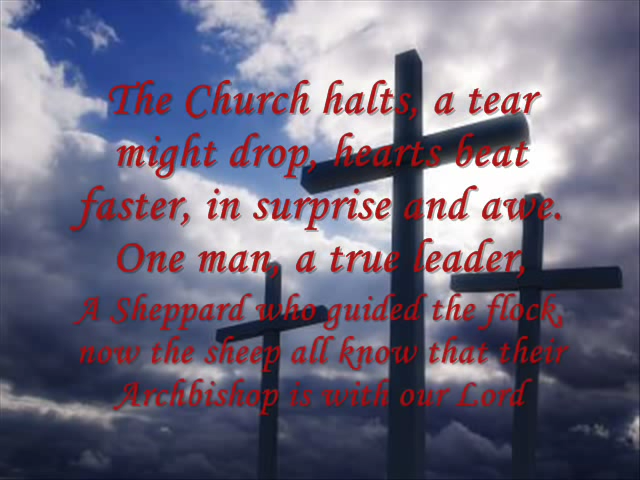 The Church halts, a tear
might drop, hearts beat
faster, in surprise and awe.
One man, a true leader,
A Sheppard who guided the flock,
now the sheep all know that their
Archbishop is with our Lord